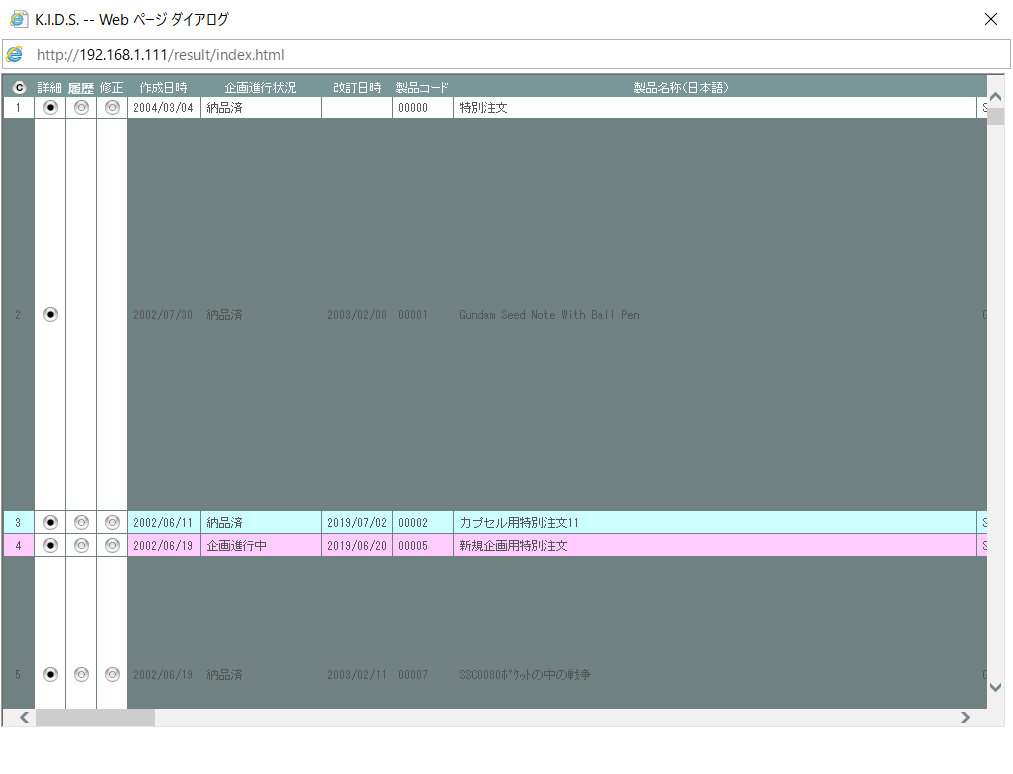 K.I.D.S. -- Web ページ ダイアログ
http://192.168.1.111/result/index.html
C 詳細 履歴 修正 作成日時 企画進行状況 改訂日時 製品コード 製品名称(日本語)
1 2004/03/04 納品済 00000 特別注文 S
2 2002/07/30 納品済 2003/02/08 00001 Gundam Seed Note With Ball Pen
3 2002/06/11 納品済 2019/07/02 00002 カプセル用特別注文11 S
4 2002/06/19 企画進行中 2019/06/20 00005 新規企画用特別注文 S
5 2002/06/19 納品済 2003/02/11 00007 SSC0080ﾎﾟｹｯﾄの中の戦争